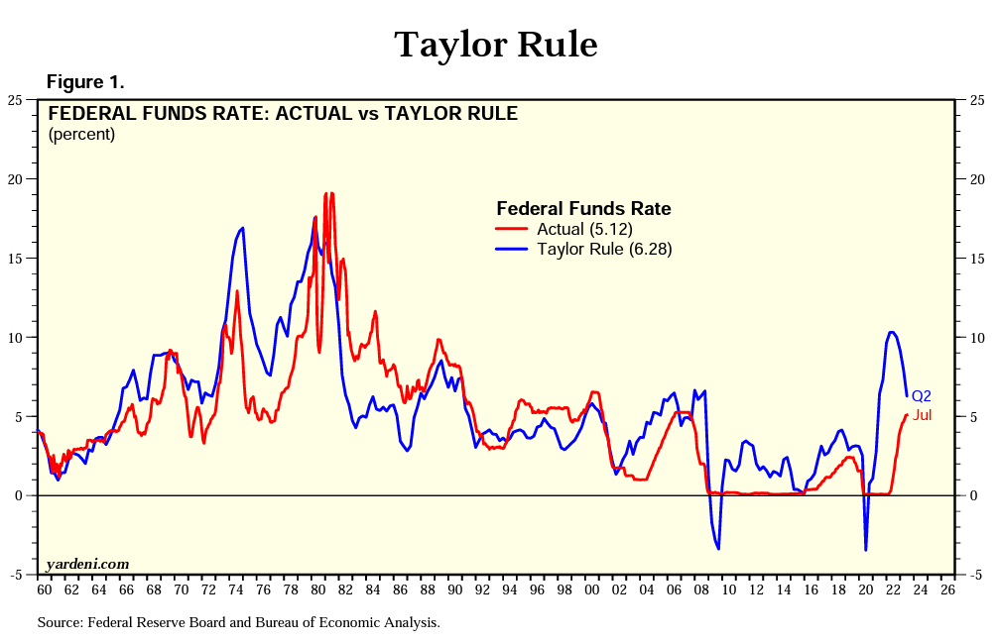 Taylor Rule
Figure 1.
25 25
FEDERAL FUNDS RATE: ACTUAL vs TAYLOR RULE
(percent)
20 20
Federal Funds Rate
Actual (5.12)
Taylor Rule (6.28)
15 15
10 10
Q2
Jul
5 5
0 0
yardeni.com
-5 -5
60 62 64 66 68 70 72 74 76 78 80 82 84 86 88 90 92 94 96 98 00 02 04 06 08 10 12 14 16 18 20 22 24 26
Source: Federal Reserve Board and Bureau of Economic Analysis.